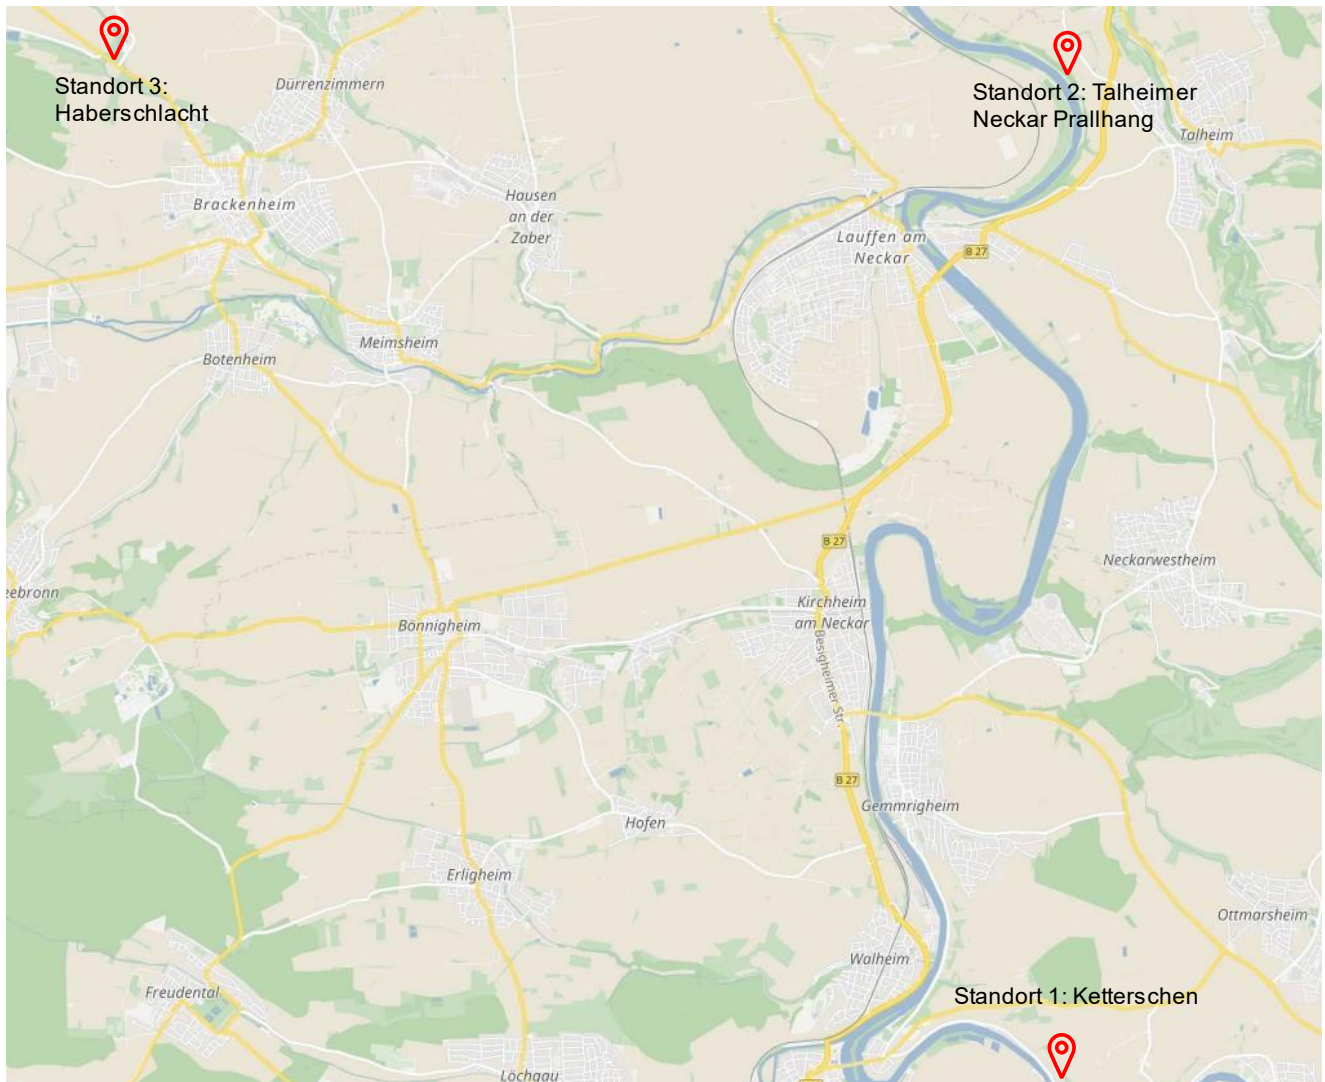 Standort 3:
Haberschlacht
Dürrenzimmern
Standort 2: Talheimer
Neckar Prallhang
Talheim
Brackenheim
Hausen
an der
Zaber
Lauffen am
Neckar
B 27
Meimsheim
Botenheim
B 27
Neckarwestheim
eebronn
Kirchheim
am Neckar
Bönnigheim
Besigheimer Str.
B 27
Gemmrigheim
Hofen
Erligheim
Ottmarsheim
Walheim
Freudental
Standort 1: Ketterschen
Löchgau